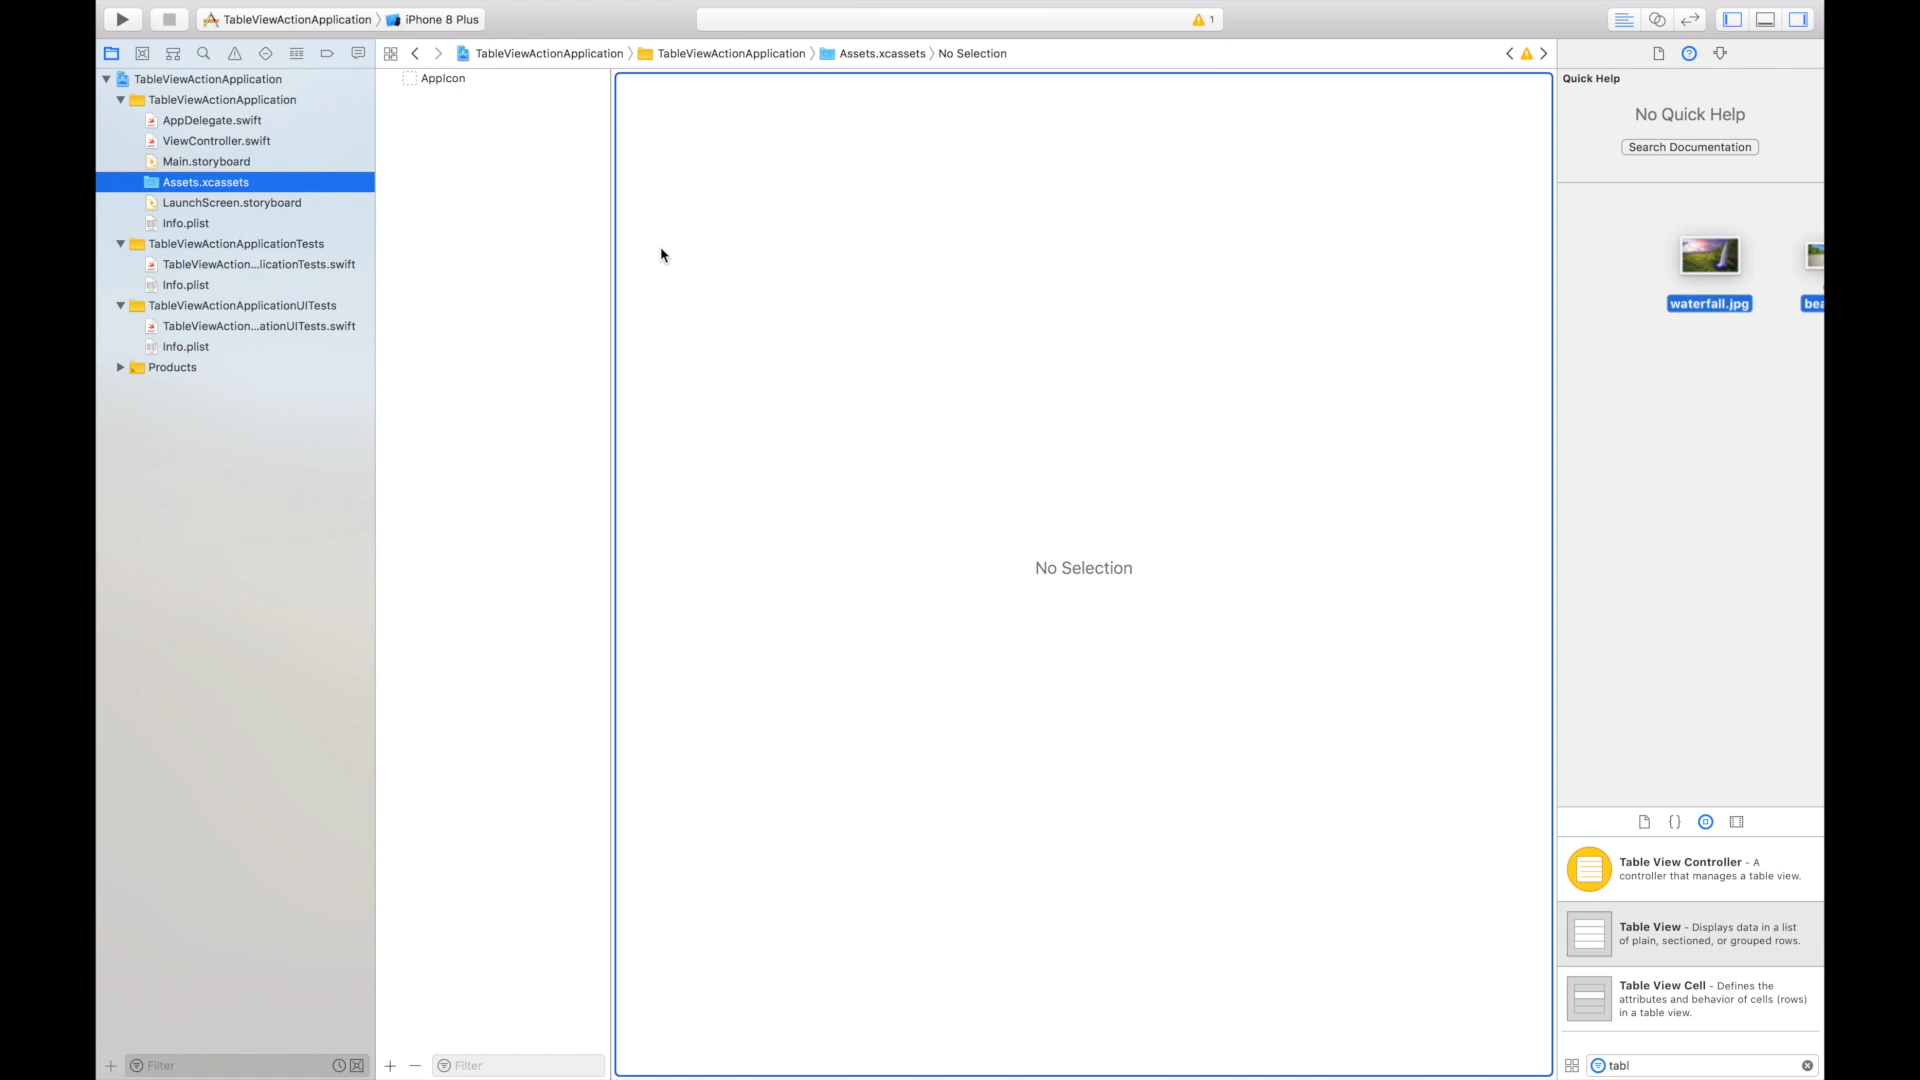 TableViewActionApplication
iPhone 8 Plus
1
TableViewActionApplication
TableViewActionApplication
Assets.xcassets
No Selection
TableViewActionApplication
TableViewActionApplication
AppDelegate.swift
ViewController.swift
Main.storyboard
Assets.xcassets
LaunchScreen.storyboard
Info.plist
TableViewActionApplicationTests
TableViewAction...licationTests.swift
Info.plist
TableViewActionApplicationUITests
TableViewAction...ationUITests.swift
Info.plist
Products
Filter
AppIcon
Filter
No Selection
Quick Help
No Quick Help
Search Documentation
waterfall.jpg
bea
{ }
Table View Controller - A
controller that manages a table view.
Table View - Displays data in a list
of plain, sectioned, or grouped rows.
Table View Cell - Defines the
attributes and behavior of cells (rows)
in a table view.
tabl